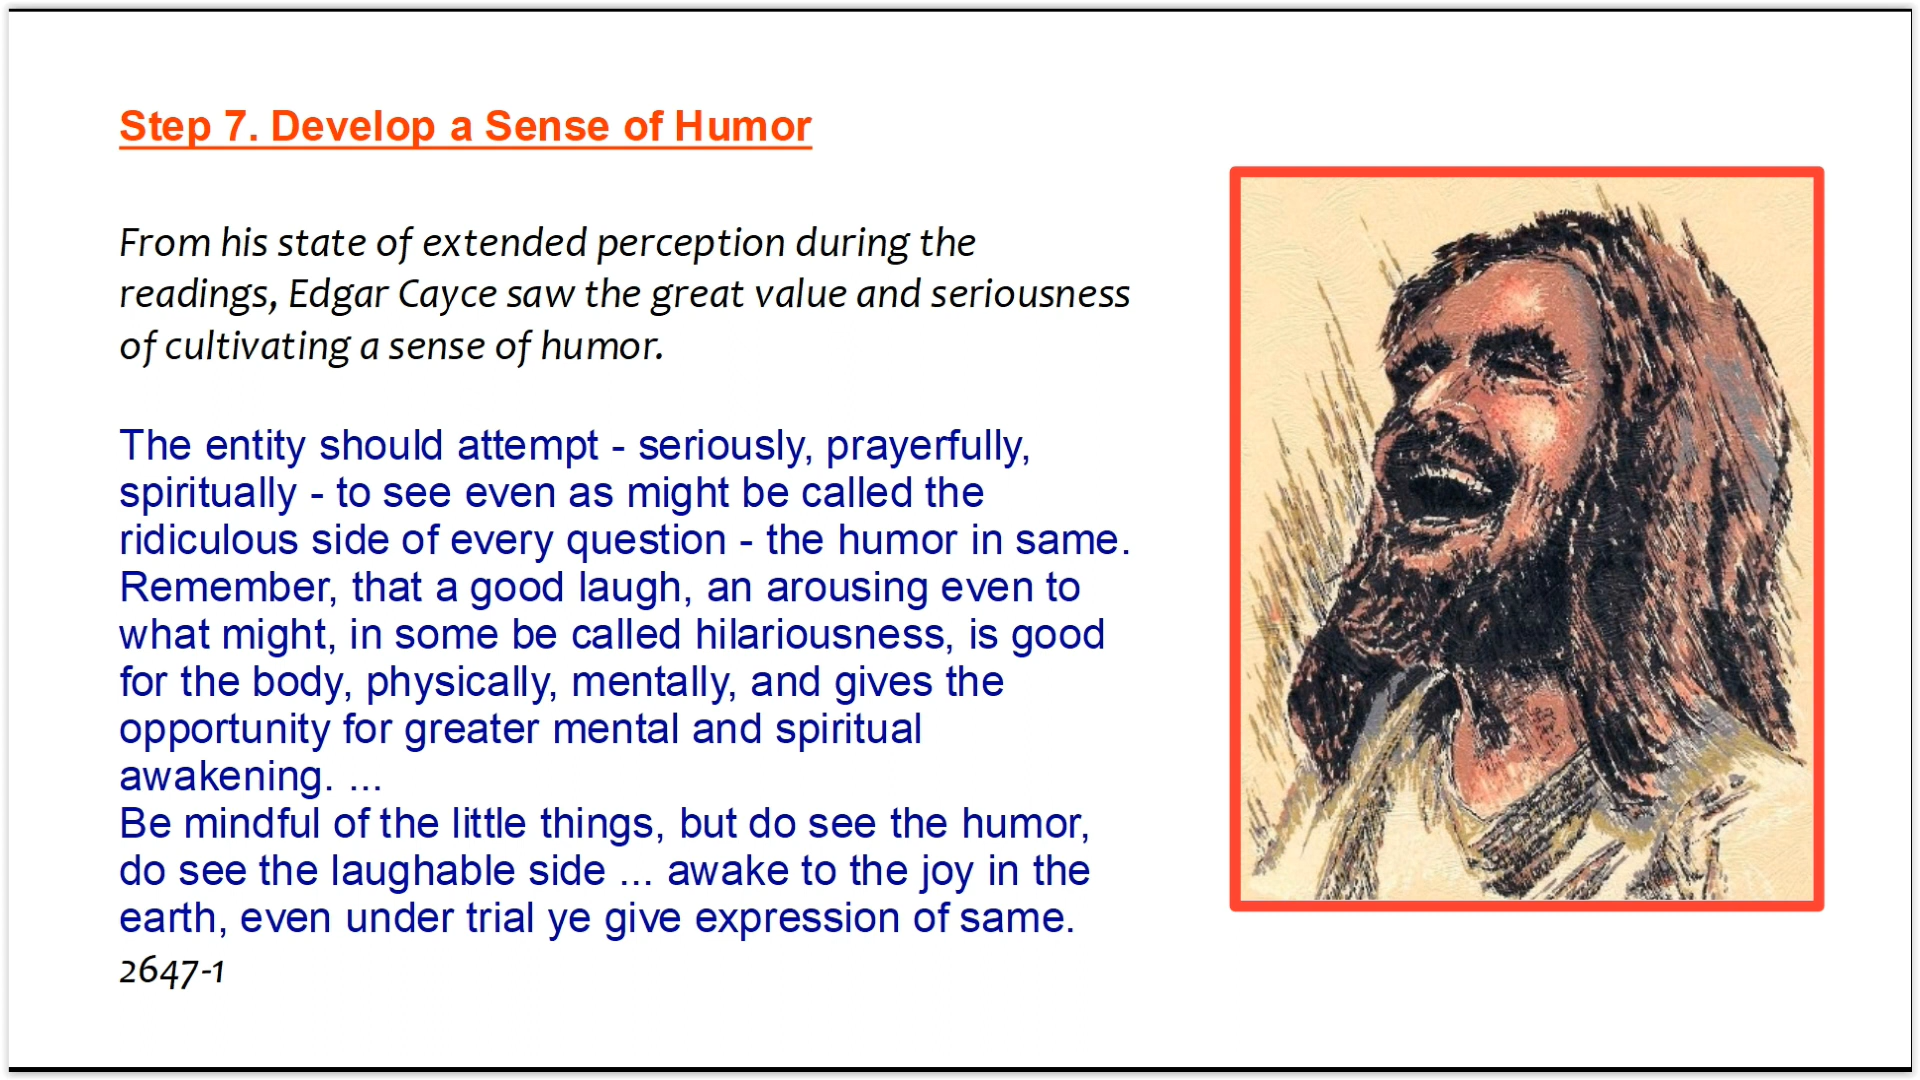 Step 7. Develop a Sense of Humor
From his state of extended perception during the
readings, Edgar Cayce saw the great value and seriousness
of cultivating a sense of humor.
The entity should attempt - seriously, prayerfully,
spiritually - to see even as might be called the
ridiculous side of every question - the humor in same.
Remember, that a good laugh, an arousing even to
what might, in some be called hilariousness, is good
for the body, physically, mentally, and gives the
opportunity for greater mental and spiritual
awakening. ...
Be mindful of the little things, but do see the humor,
do see the laughable side ... awake to the joy in the
earth, even under trial ye give expression of same.
2647-1